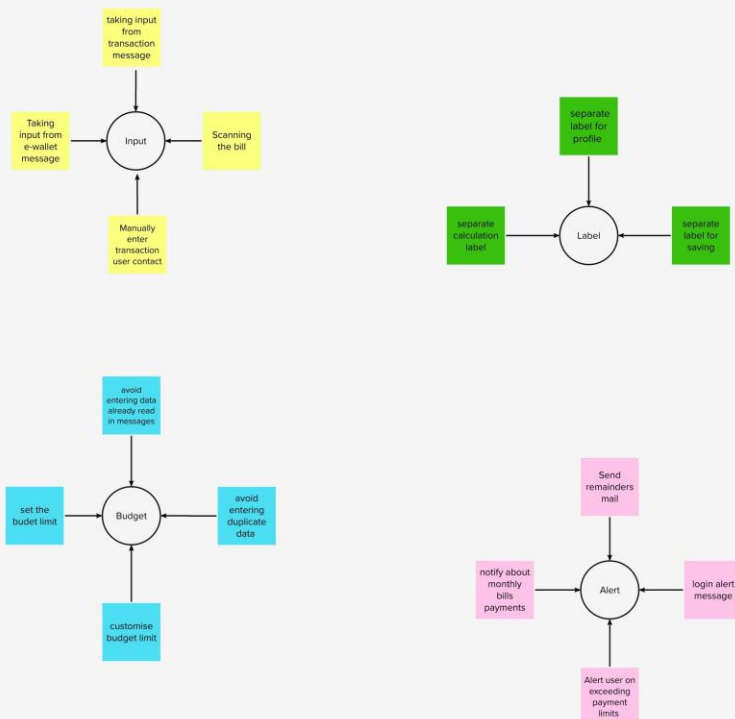 taking input
from
transaction
message
Taking
input from
e-wallet
message
Input
Scanning
the bill
Manually
enter
transaction
user contact
separate
label for
profile
separate
calculation
label
Label
separate
label for
saving
avoid
entering data
already read
in messages
set the
budet limit
Budget
avoid
entering
duplicate
data
customise
budget limit
Send
remainders
mail
notify about
monthly
bills
payments
Alert
login alert
message
Alert user on
exceeding
payment
limits